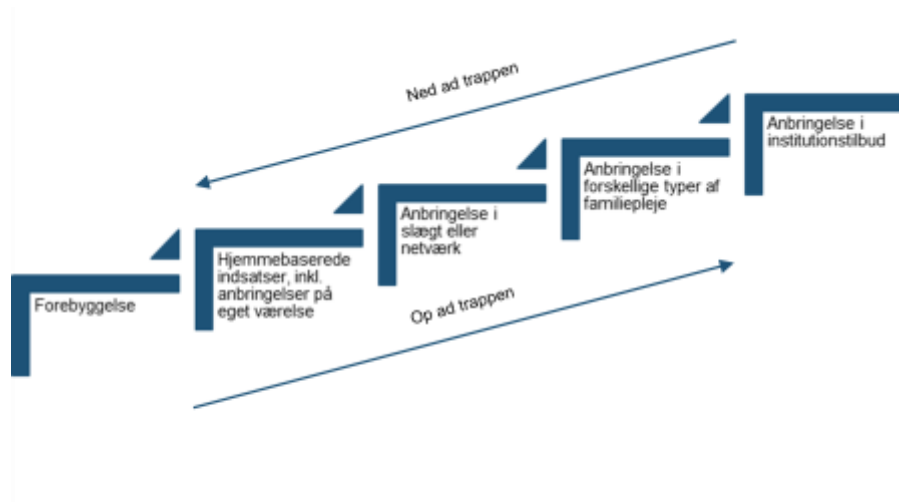 Ned ad trappen
Anbringelse i
institutionstilbud
Anbringelse i
forskellige typer af
familiepleje
Anbringelse i
slægt eller
netværk
Hjemmebaserede
indsatser, inkl.
anbringelser på
eget værelse
Forebyggelse
Op ad trappen